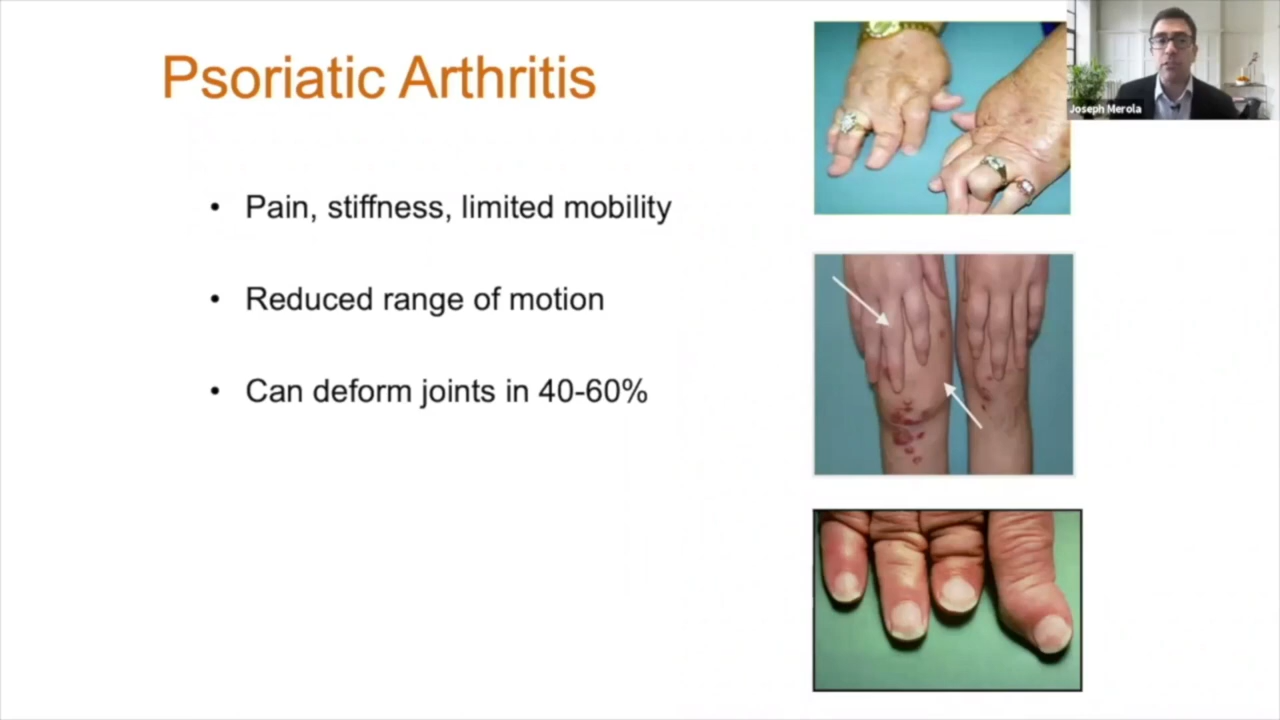 Psoriatic Arthritis
Joseph Merola
• Pain, stiffness, limited mobility
• Reduced range of motion
• Can deform joints in 40-60%